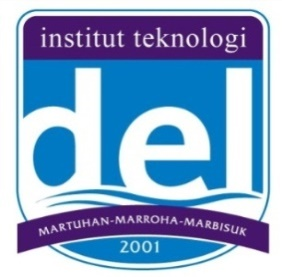 institut teknologi
del
MARTUHAN-MARROHA-MARBISUK
2001